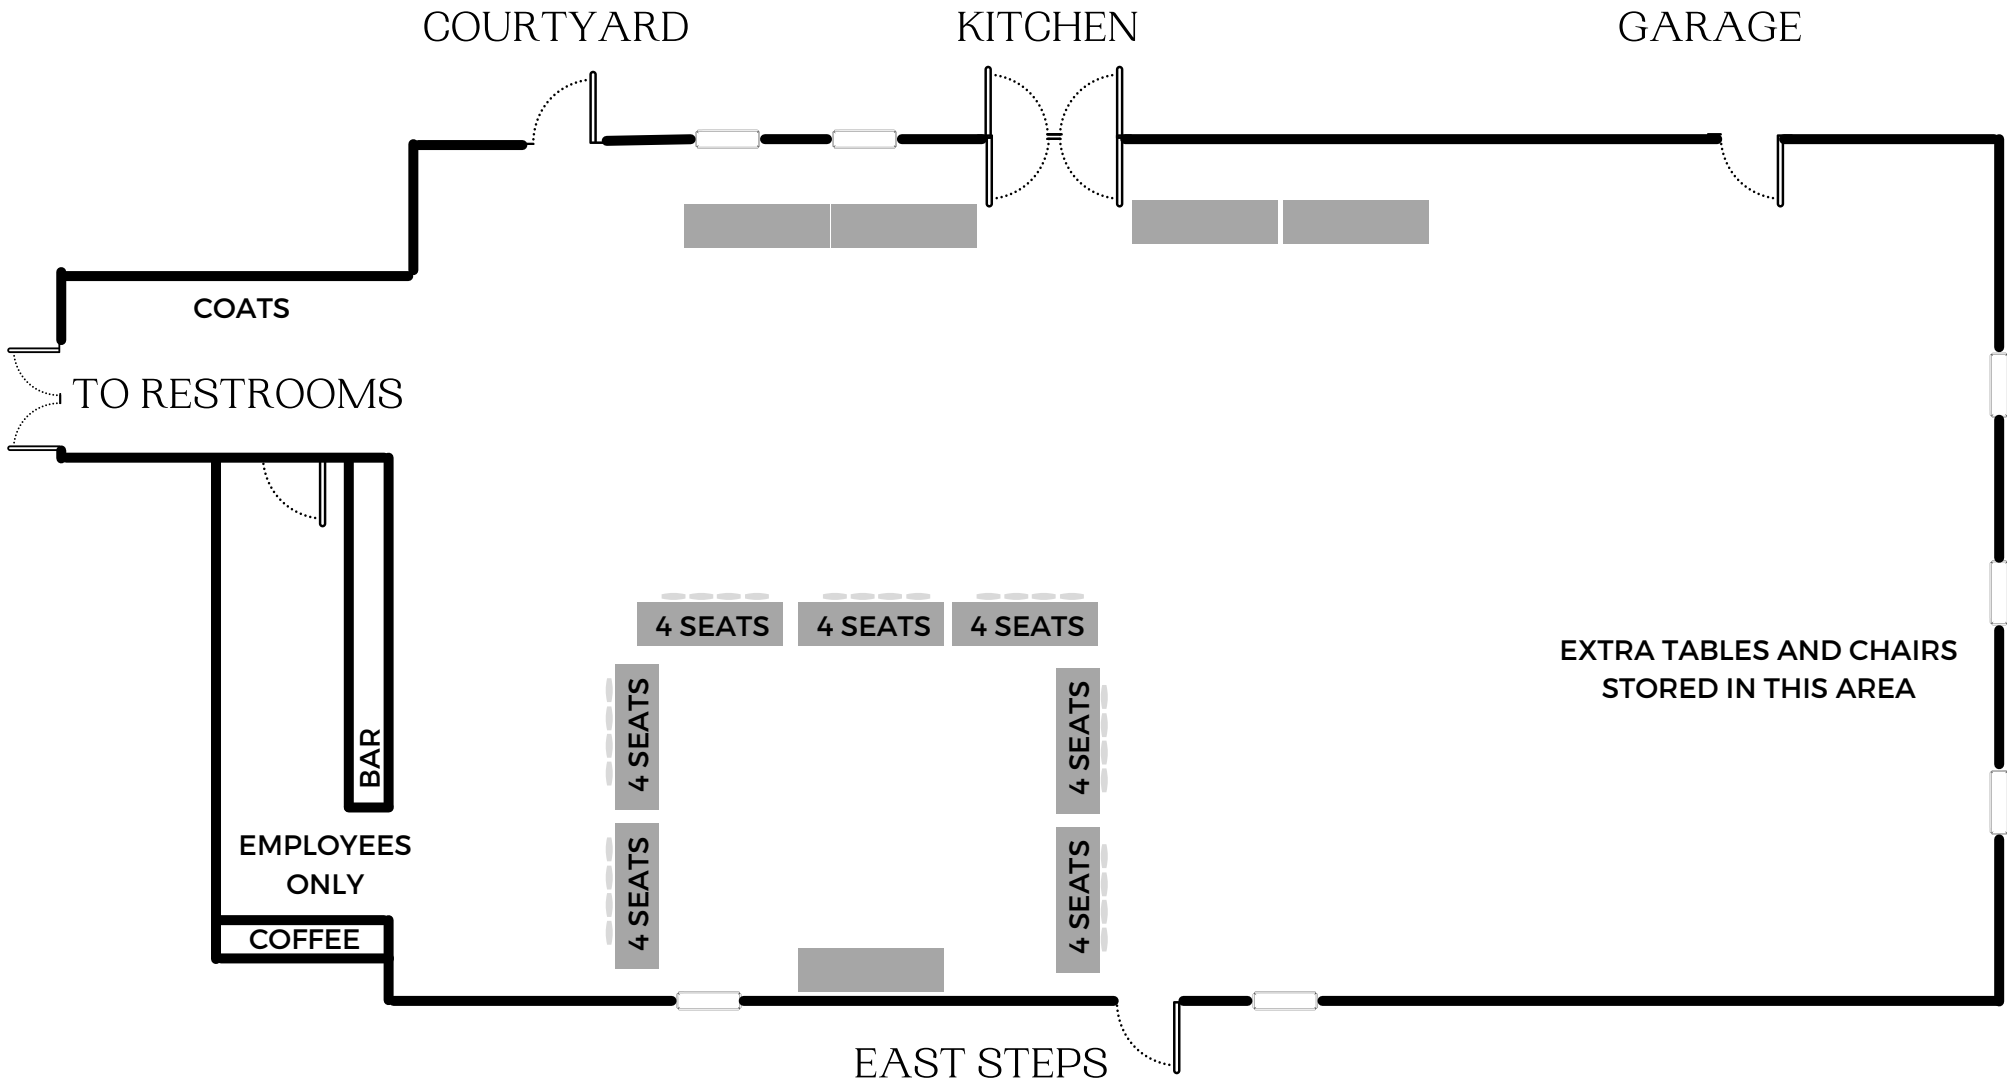 COURTYARD
KITCHEN
GARAGE
COATS
TO RESTROOMS
4 SEATS
4 SEATS
4 SEATS
4 SEATS
4 SEATS
EXTRA TABLES AND CHAIRS
STORED IN THIS AREA
BAR
EMPLOYEES
ONLY
4 SEATS
4 SEATS
COFFEE
EAST STEPS